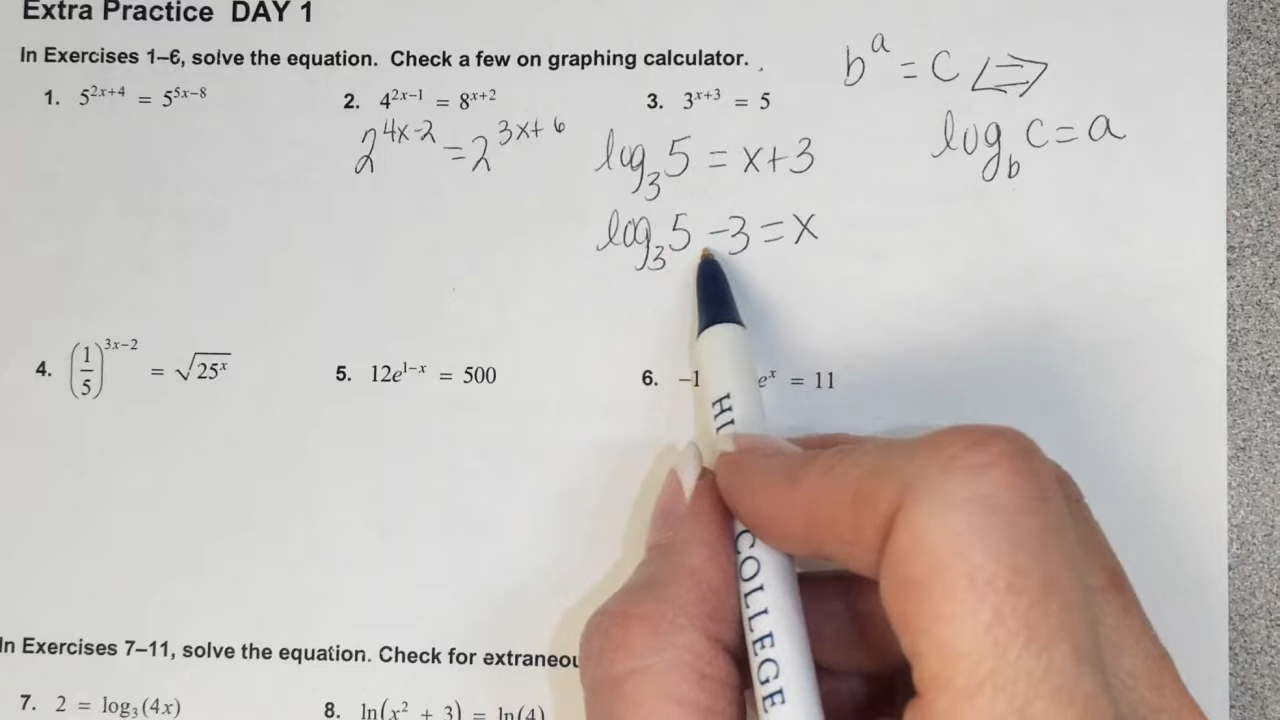 Extra Practice DAY 1
In Exercises 1–6, solve the equation. Check a few on graphing calculator.
b^a = c <=>
log_b c = a
1. 5^(2x+4) = 5^(5x−8)
2. 4^(2x−1) = 8^(x+2)
3. 3^(x+3) = 5
2^(4x-2) = 2^(3x+6)
log_3 5 = x+3
log_3 5 -3 = x
4. (1/5)^(3x−2) = √(25^x)
5. 12e^(1−x) = 500
6. −1 e^x = 11
COLLEGE
In Exercises 7–11, solve the equation. Check for
7. 2 = log_3(4x)
8. ln(x^2 + 3) = ln(4)